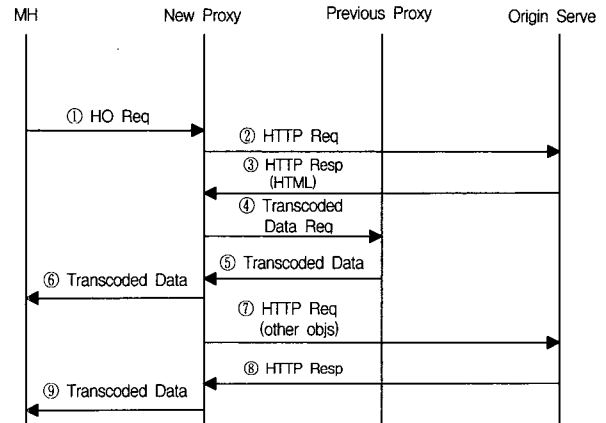 MH New Proxy Previous Proxy Origin Serve
① HO Req
② HTTP Req
③ HTTP Resp
(HTML)
④ Transcoded
Data Req
⑤ Transcoded Data
⑥ Transcoded Data
⑦ HTTP Req
(other objs)
⑧ HTTP Resp
⑨ Transcoded Data